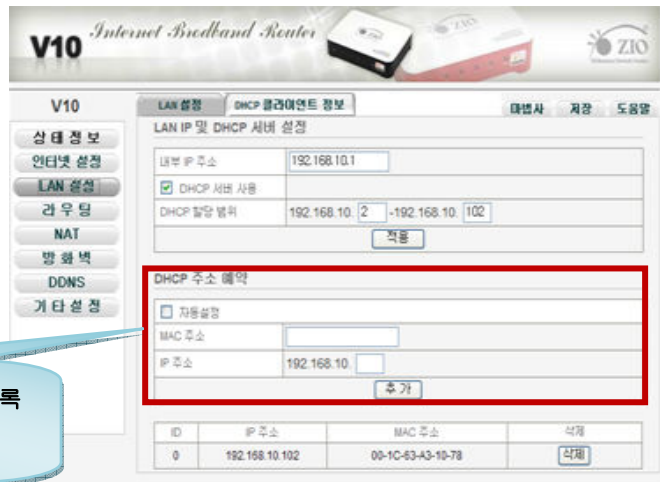 V10 Internet Brodband Router
ZIO
V10
상 태 정 보
인터넷 설정
LAN 설정
라 우 팅
NAT
방 화 벽
DDNS
기 타 설 정
LAN 설정
DHCP 클라이언트 정보
마법사 저장 도움말
LAN IP 및 DHCP 서버 설정
내부 IP 주소 192.168.10.1
DHCP 서버 사용
DHCP 할당 범위 192.168.10. 2 -192.168.10. 102
적용
DHCP 주소 예약
자동설정
MAC 주소
IP 주소 192.168.10.
추 가
ID IP 주소 MAC 주소 삭제
0 192.168.10.102 00-1C-63-A3-10-78 삭제
록